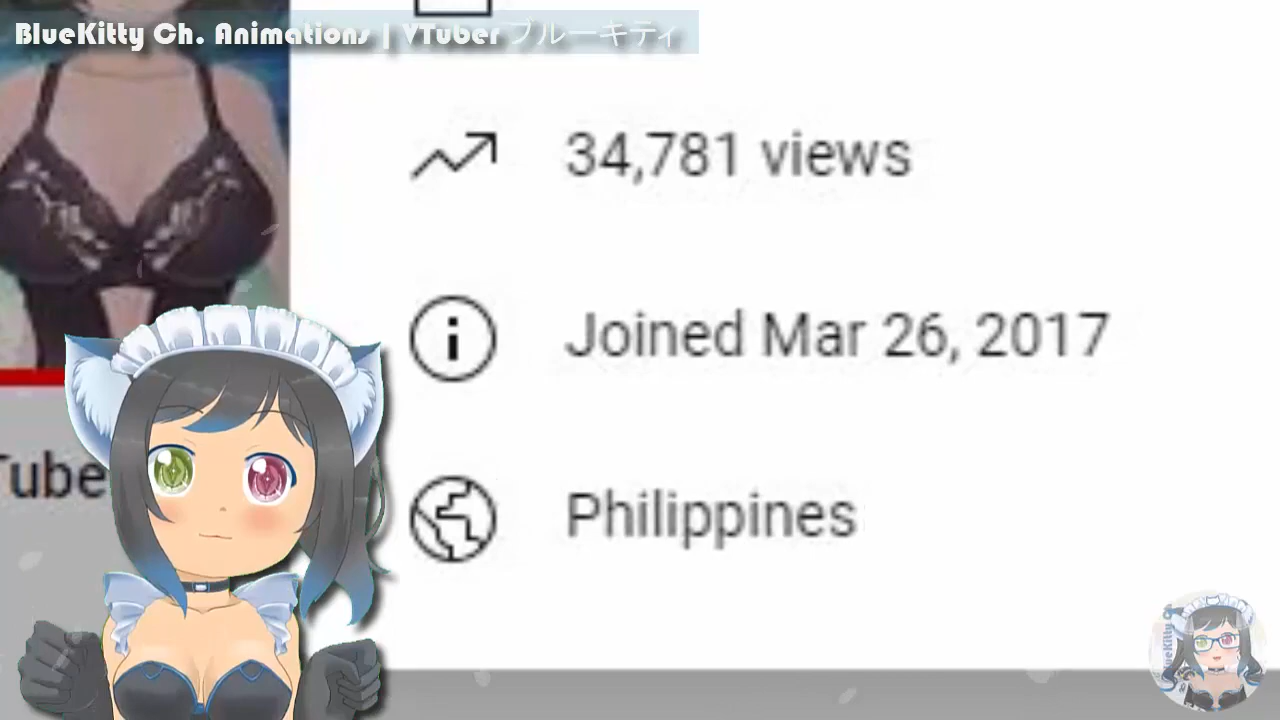 BlueKitty Ch. Animations | VTuber ブルーキティ
34,781 views
Joined Mar 26, 2017
Tube
Philippines